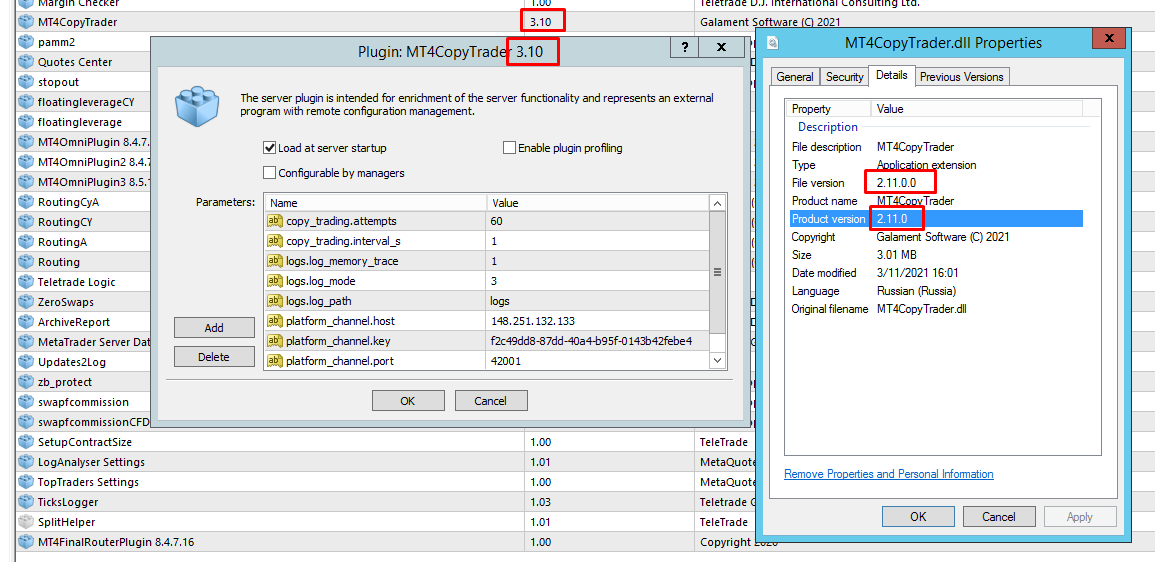 Margin Checker 1.00 Teletrade D.J. International Consulting Ltd.
MT4CopyTrader 3.10 Galament Software (C) 2021
pamm2
Quotes Center
stopout
floatingleverageCY
floatingleverage
MT4OmniPlugin 8.4.7.
MT4OmniPlugin2 8.4.7
MT4OmniPlugin3 8.5.1
RoutingCyA
RoutingCY
RoutingA
Routing
Teletrade Logic
ZeroSwaps
ArchiveReport
MetaTrader Server Dat
Updates2Log
zb_protect
swapfcommission
swapfcommissionCFD
SetupContractSize 1.00 TeleTrade
LogAnalyser Settings 1.01 MetaQuote
TopTraders Settings 1.00 MetaQuote
TicksLogger 1.03 Teletrade
SplitHelper 1.01 TeleTrade
MT4FinalRouterPlugin 8.4.7.16 1.00 Copyright 2020
Plugin: MT4CopyTrader 3.10
? x
The server plugin is intended for enrichment of the server functionality and represents an external
program with remote configuration management.
Load at server startup Enable plugin profiling
Configurable by managers
Parameters:
Name Value
copy_trading.attempts 60
copy_trading.interval_s 1
logs.log_memory_trace 1
logs.log_mode 3
logs.log_path logs
platform_channel.host 148.251.132.133
platform_channel.key f2c49dd8-87dd-40a4-b95f-0143b42febe4
platform_channel.port 42001
Add
Delete
OK Cancel
MT4CopyTrader.dll Properties
x
General Security Details Previous Versions
Property Value
Description
File description MT4CopyTrader
Type Application extension
File version 2.11.0.0
Product name MT4CopyTrader
Product version 2.11.0
Copyright Galament Software (C) 2021
Size 3.01 MB
Date modified 3/11/2021 16:01
Language Russian (Russia)
Original filename MT4CopyTrader.dll
Remove Properties and Personal Information
OK Cancel Apply